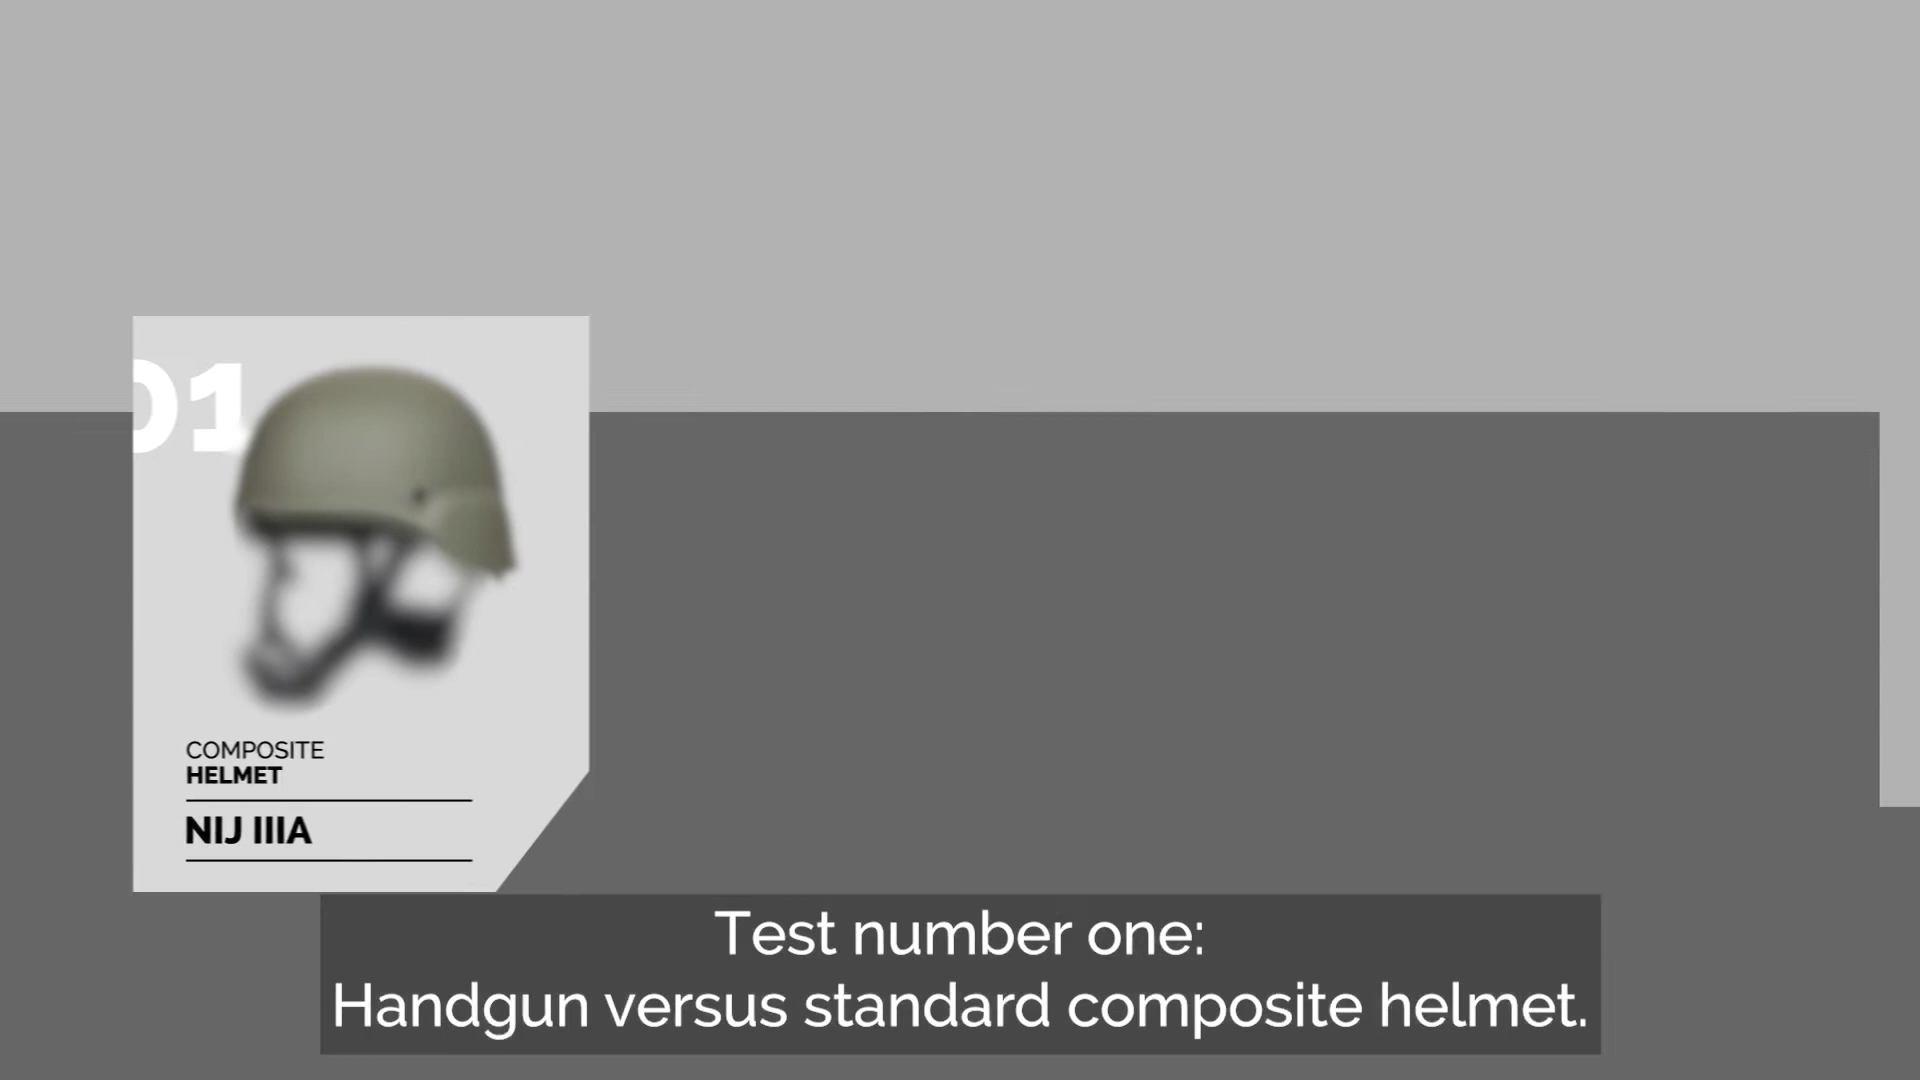 01
COMPOSITE
HELMET
NIJ IIIA
Test number one:
Handgun versus standard composite helmet.